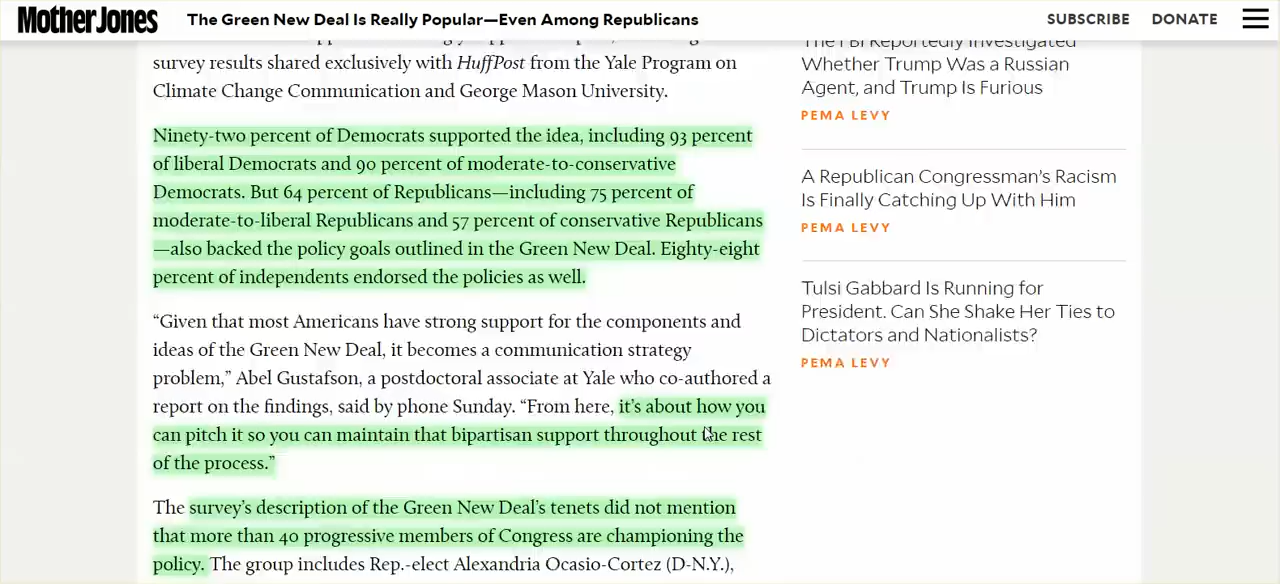 Mother Jones
The Green New Deal Is Really Popular—Even Among Republicans
SUBSCRIBE DONATE
survey results shared exclusively with HuffPost from the Yale Program on
Climate Change Communication and George Mason University.
Ninety-two percent of Democrats supported the idea, including 93 percent
of liberal Democrats and 90 percent of moderate-to-conservative
Democrats. But 64 percent of Republicans—including 75 percent of
moderate-to-liberal Republicans and 57 percent of conservative Republicans
—also backed the policy goals outlined in the Green New Deal. Eighty-eight
percent of independents endorsed the policies as well.
“Given that most Americans have strong support for the components and
ideas of the Green New Deal, it becomes a communication strategy
problem,” Abel Gustafson, a postdoctoral associate at Yale who co-authored a
report on the findings, said by phone Sunday. “From here, it’s about how you
can pitch it so you can maintain that bipartisan support throughout the rest
of the process.”
The survey’s description of the Green New Deal’s tenets did not mention
that more than 40 progressive members of Congress are championing the
policy. The group includes Rep.-elect Alexandria Ocasio-Cortez (D-N.Y.),
The FBI Reportedly Investigated
Whether Trump Was a Russian
Agent, and Trump Is Furious
PEMA LEVY
A Republican Congressman’s Racism
Is Finally Catching Up With Him
PEMA LEVY
Tulsi Gabbard Is Running for
President. Can She Shake Her Ties to
Dictators and Nationalists?
PEMA LEVY